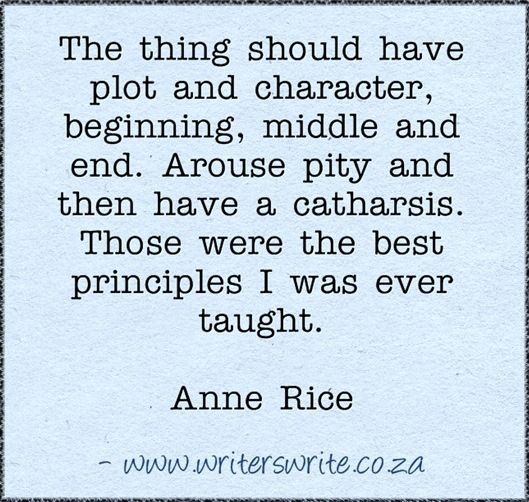 The thing should have
plot and character,
beginning, middle and
end. Arouse pity and
then have a catharsis.
Those were the best
principles I was ever
taught.
Anne Rice
- www.writerswrite.co.za